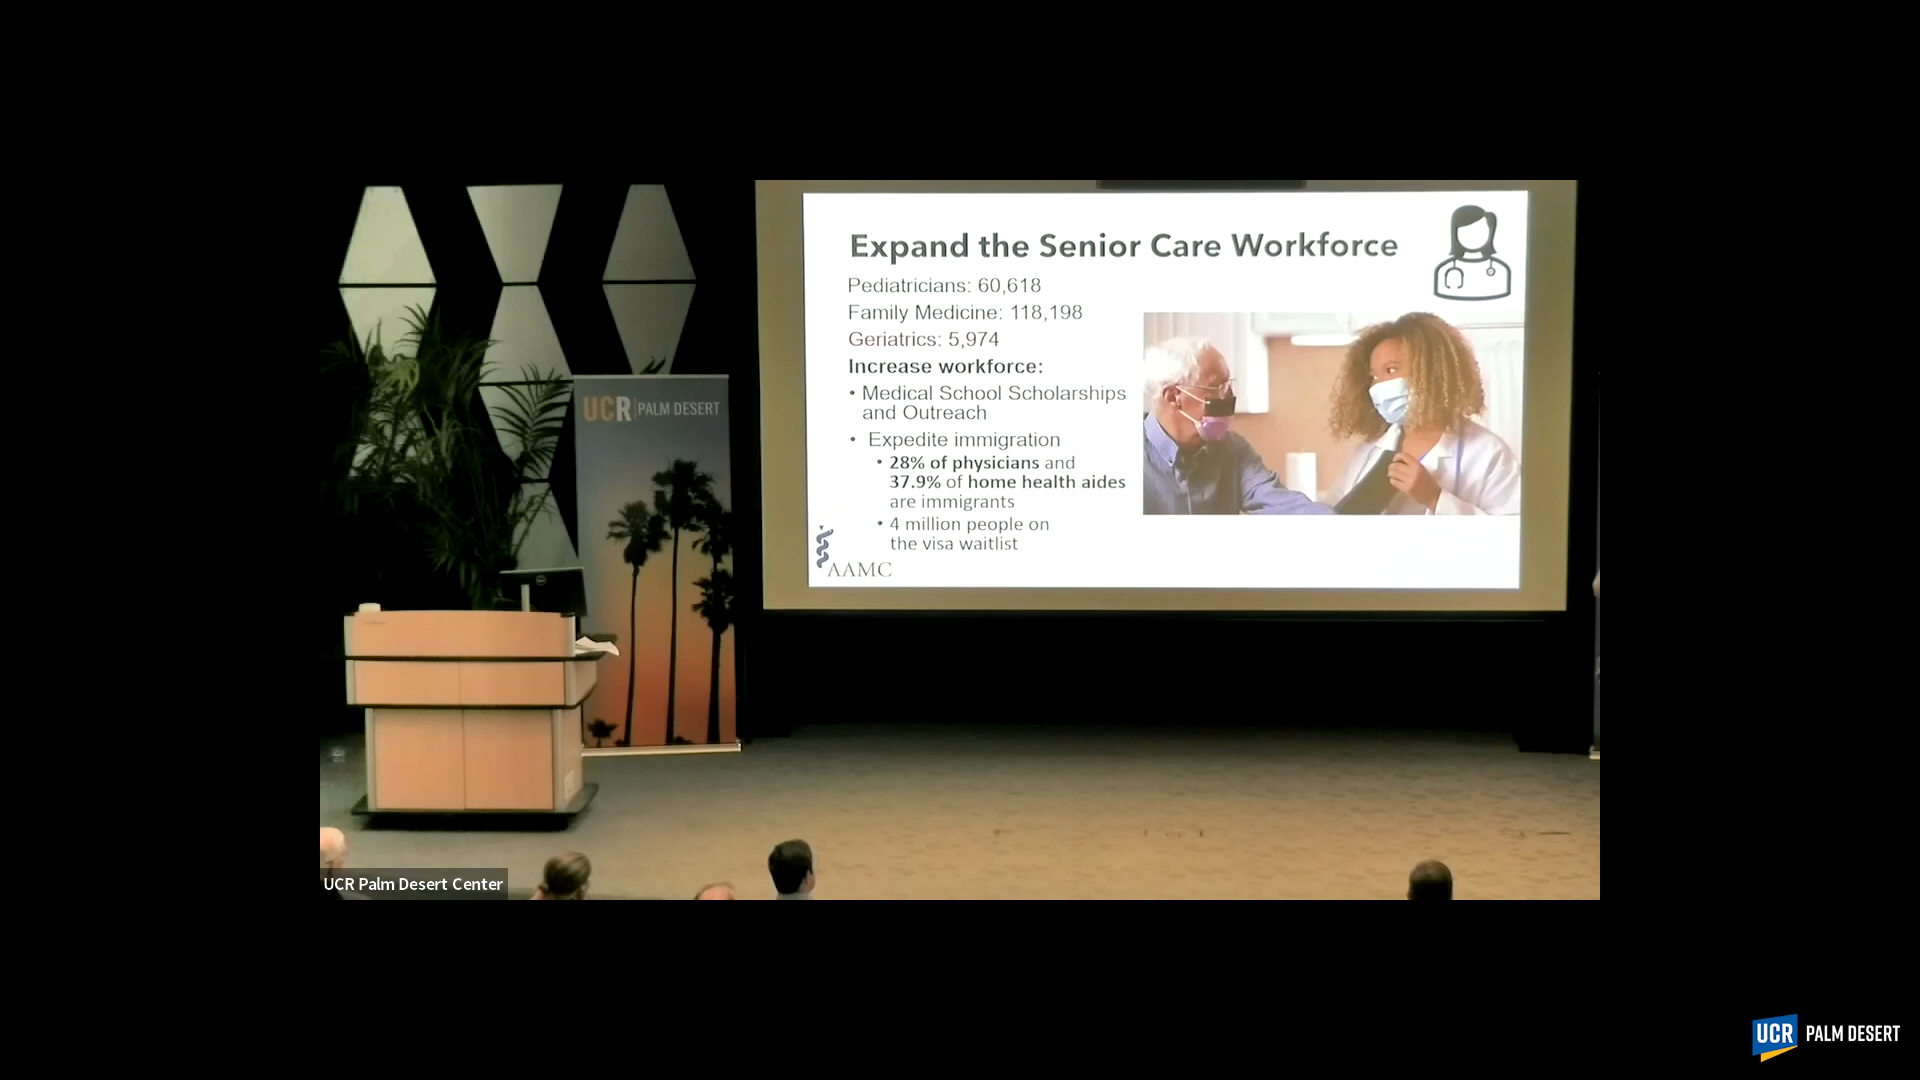 Expand the Senior Care Workforce
Pediatricians: 60,618
Family Medicine: 118,198
Geriatrics: 5,974
Increase workforce:
• Medical School Scholarships
and Outreach
• Expedite immigration
• 28% of physicians and
37.9% of home health aides
are immigrants
• 4 million people on
the visa waitlist
AAMC
UCR PALM DESERT
UCR Palm Desert Center
UCR PALM DESERT